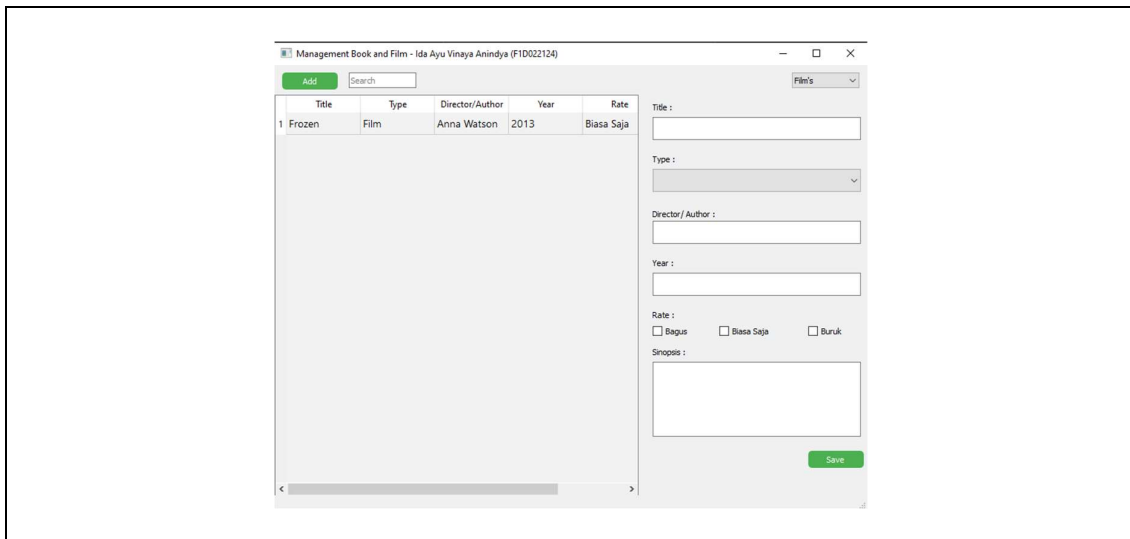 Management Book and Film - Ida Ayu Vinaya Anindya (F1D022124)
Add Search Film's
Title Type Director/Author Year Rate
1 Frozen Film Anna Watson 2013 Biasa Saja
Title :
Type :
Director/ Author :
Year :
Rate :
Bagus Biasa Saja Buruk
Sinopsis :
Save